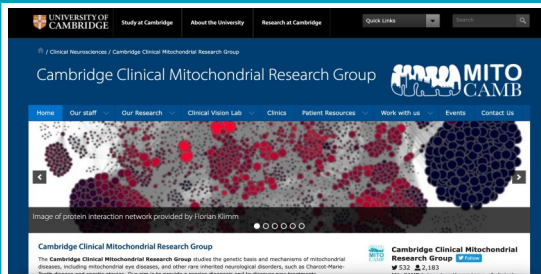 UNIVERSITY OF
CAMBRIDGE
Study at Cambridge
About the University
Research at Cambridge
Quick Links
Search
/ Clinical Neurosciences / Cambridge Clinical Mitochondrial Research Group
Cambridge Clinical Mitochondrial Research Group
MITO
CAMB
Home
Our staff
Our Research
Clinical Vision Lab
Clinics
Patient Resources
Work with us
Events
Contact Us
Image of protein interaction network provided by Florian Klimm
Cambridge Clinical Mitochondrial Research Group
The Cambridge Clinical Mitochondrial Research Group studies the genetic basis and mechanisms of mitochondrial
diseases, including mitochondrial eye diseases, and other rare inherited neurological disorders, such as Charcot-Marie-
MITO
CAMB
Cambridge Clinical Mitochondrial
Research Group Follow
532 2,183